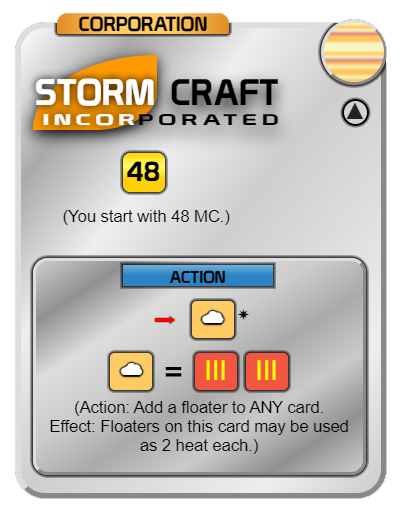 CORPORATION
STORM CRAFT
INCORPORATED
48
(You start with 48 MC.)
ACTION
=
(Action: Add a floater to ANY card.
Effect: Floaters on this card may be used
as 2 heat each.)